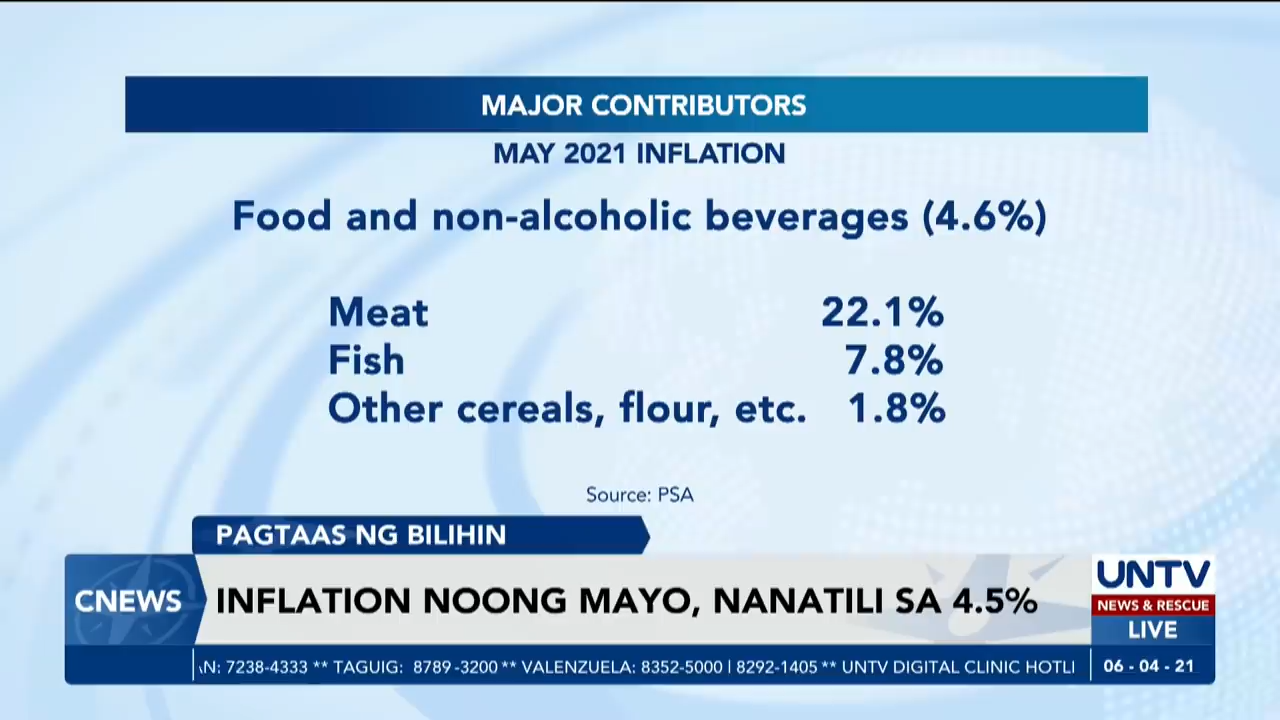 MAJOR CONTRIBUTORS
MAY 2021 INFLATION
Food and non-alcoholic beverages (4.6%)
Meat 22.1%
Fish 7.8%
Other cereals, flour, etc. 1.8%
Source: PSA
PAGTAAS NG BILIHIN
CNEWS
INFLATION NOONG MAYO, NANATILI SA 4.5%
UNTV
NEWS & RESCUE
LIVE
N: 7238-4333 ** TAGUIG: 8789-3200 ** VALENZUELA: 8352-5000 | 8292-1405 ** UNTV DIGITAL CLINIC HOTLI
06 - 04 - 21